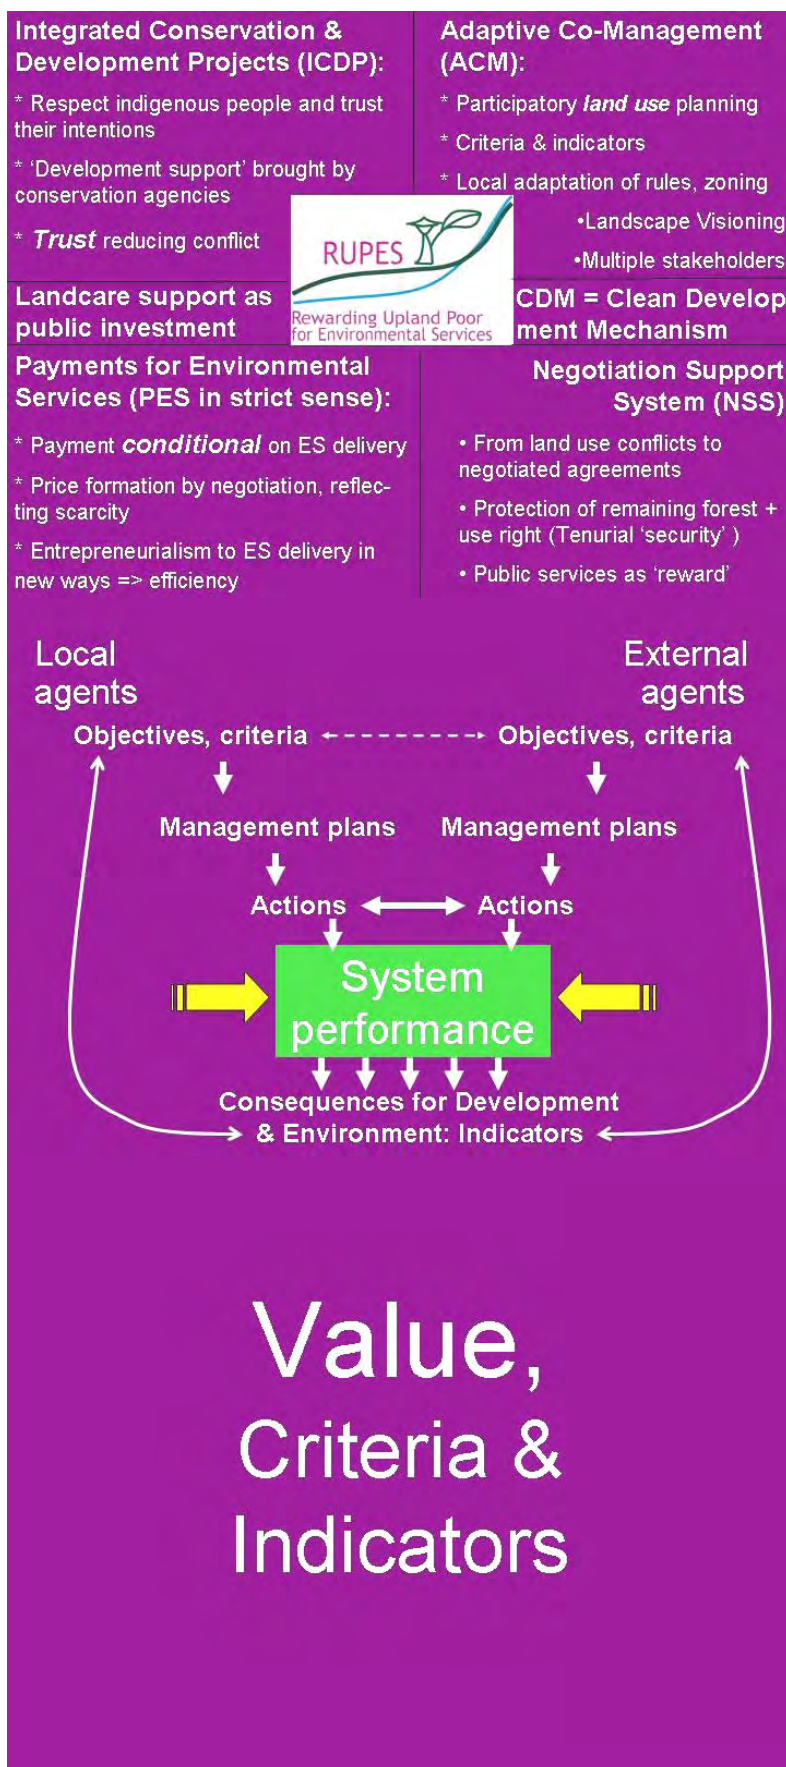 Integrated Conservation &
Development Projects (ICDP):
* Respect indigenous people and trust
their intentions
* ‘Development support’ brought by
conservation agencies
* Trust reducing conflict
Adaptive Co-Management
(ACM):
* Participatory land use planning
* Criteria & indicators
* Local adaptation of rules, zoning
•Landscape Visioning
•Multiple stakeholders
RUPES
Rewarding Upland Poor
for Environmental Services
Landcare support as
public investment
CDM = Clean Develop
ment Mechanism
Payments for Environmental
Services (PES in strict sense):
* Payment conditional on ES delivery
* Price formation by negotiation, reflec-
ting scarcity
* Entrepreneurialism to ES delivery in
new ways => efficiency
Negotiation Support
System (NSS)
• From land use conflicts to
negotiated agreements
• Protection of remaining forest +
use right (Tenurial ‘security’ )
• Public services as ‘reward’
Local
agents
External
agents
Objectives, criteria
Objectives, criteria
Management plans
Management plans
Actions
Actions
System
performance
Consequences for Development
& Environment: Indicators
Value,
Criteria &
Indicators